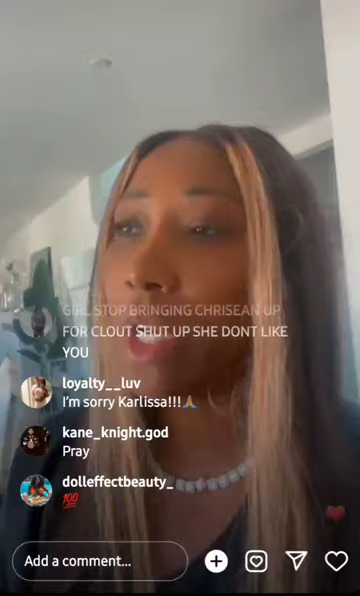 GIRL STOP BRINGING CHRISEAN UP
FOR CLOUT SHUT UP SHE DONT LIKE
YOU
loyalty__luv
I'm sorry Karlissa!!!🙏🏽
kane_knight.god
Pray
dolleffectbeauty_
💯
Add a comment...